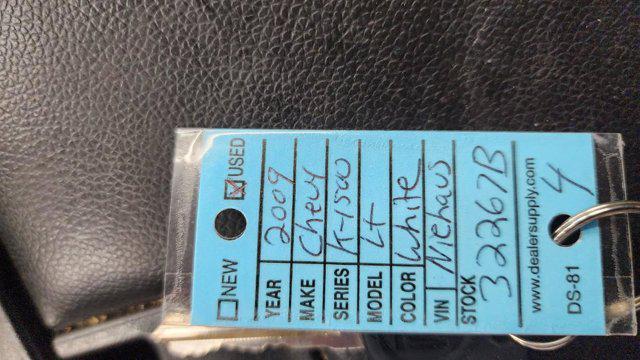 NEW USED
YEAR 2009
MAKE Chevy
SERIES K-1500
MODEL Lt
COLOR White
VIN Niehaus
STOCK 32267B
www.dealersupply.com
DS-81 4